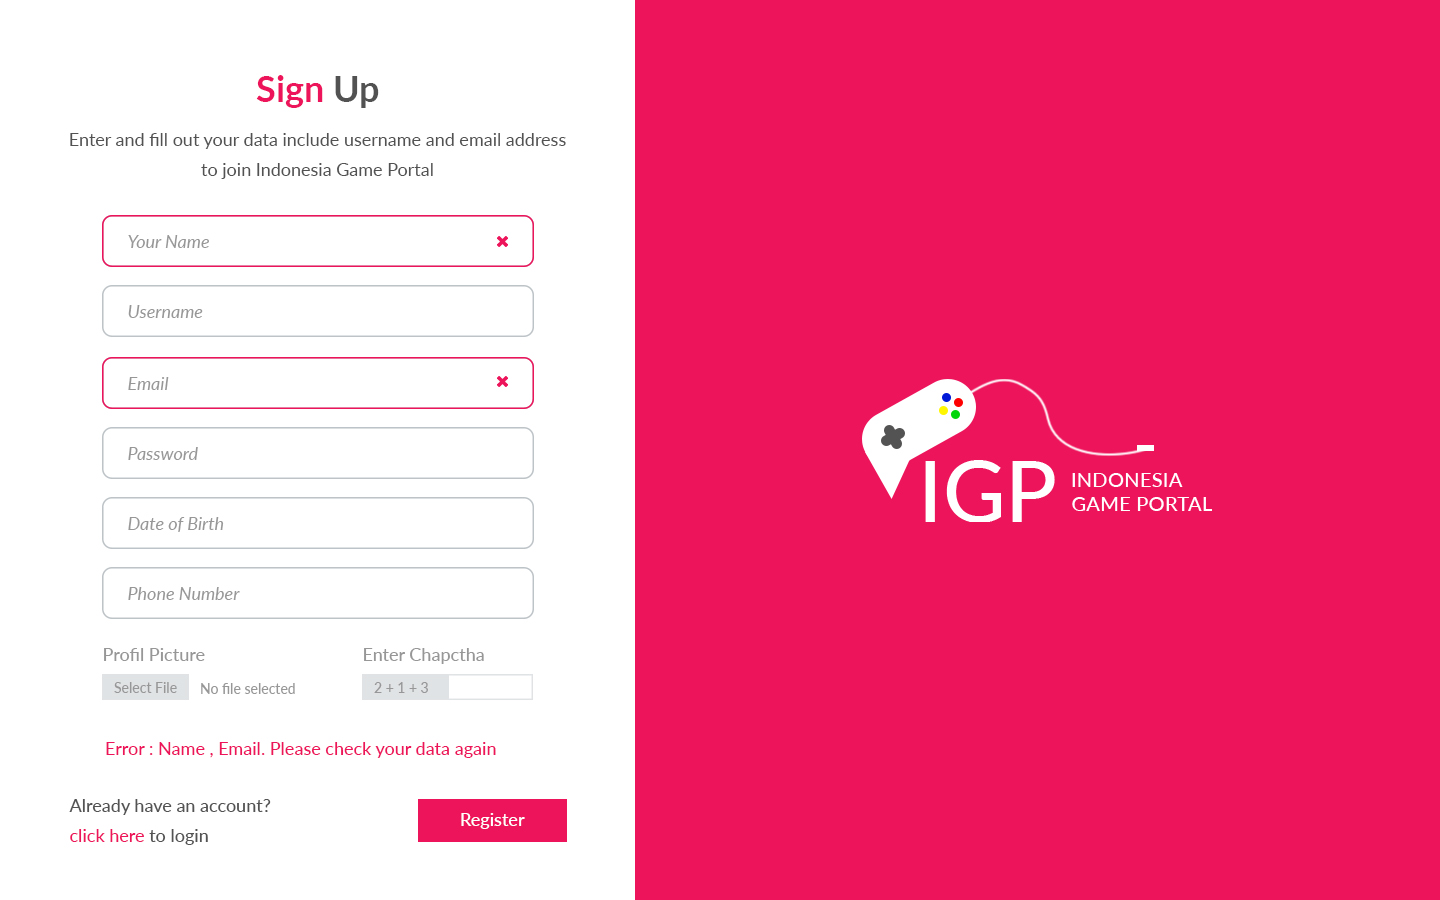 Sign Up
Enter and fill out your data include username and email address
to join Indonesia Game Portal
Your Name
Username
Email
Password
Date of Birth
Phone Number
Profil Picture
Select File No file selected
Enter Chapctha
2 + 1 + 3
Error : Name , Email. Please check your data again
Already have an account?
click here to login
Register
IGP
INDONESIA
GAME PORTAL